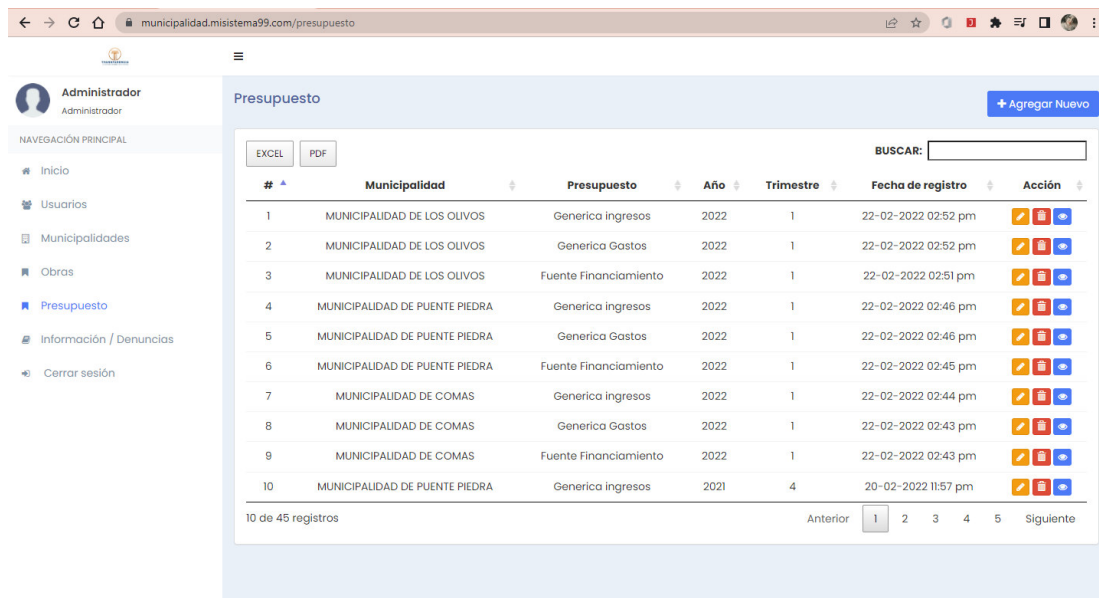 municipalidad.misistema99.com/presupuesto
Administrador
Administrador
NAVEGACIÓN PRINCIPAL
Inicio
Usuarios
Municipalidades
Obras
Presupuesto
Información / Denuncias
Cerrar sesión
Presupuesto
Agregar Nuevo
EXCEL PDF BUSCAR:
# Municipalidad Presupuesto Año Trimestre Fecha de registro Acción
1 MUNICIPALIDAD DE LOS OLIVOS Generica ingresos 2022 1 22-02-2022 02:52 pm
2 MUNICIPALIDAD DE LOS OLIVOS Generica Gastos 2022 1 22-02-2022 02:52 pm
3 MUNICIPALIDAD DE LOS OLIVOS Fuente Financiamiento 2022 1 22-02-2022 02:51 pm
4 MUNICIPALIDAD DE PUENTE PIEDRA Generica ingresos 2022 1 22-02-2022 02:46 pm
5 MUNICIPALIDAD DE PUENTE PIEDRA Generica Gastos 2022 1 22-02-2022 02:46 pm
6 MUNICIPALIDAD DE PUENTE PIEDRA Fuente Financiamiento 2022 1 22-02-2022 02:45 pm
7 MUNICIPALIDAD DE COMAS Generica ingresos 2022 1 22-02-2022 02:44 pm
8 MUNICIPALIDAD DE COMAS Generica Gastos 2022 1 22-02-2022 02:43 pm
9 MUNICIPALIDAD DE COMAS Fuente Financiamiento 2022 1 22-02-2022 02:43 pm
10 MUNICIPALIDAD DE PUENTE PIEDRA Generica ingresos 2021 4 20-02-2022 11:57 pm
10 de 45 registros Anterior 1 2 3 4 5 Siguiente